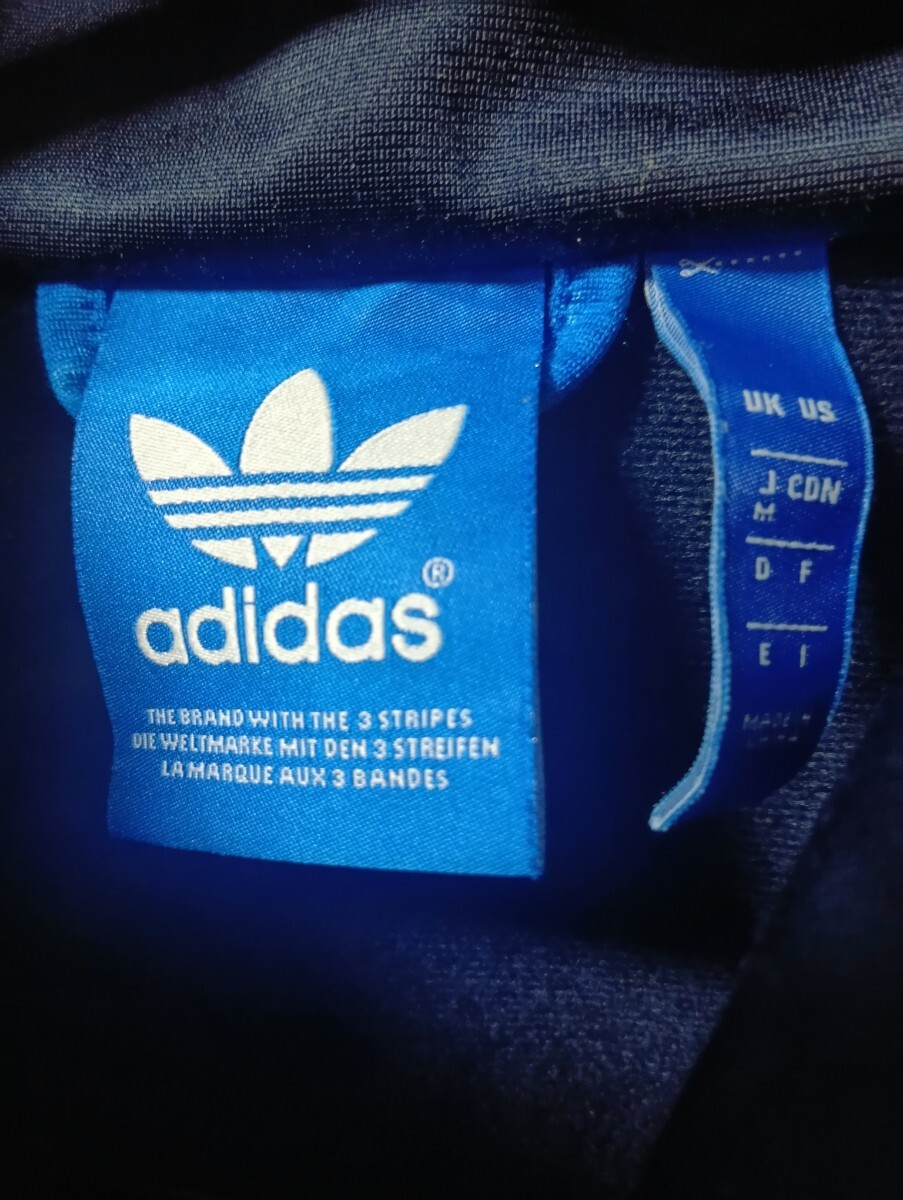 adidas®
THE BRAND WITH THE 3 STRIPES
DIE WELTMARKE MIT DEN 3 STREIFEN
LA MARQUE AUX 3 BANDES
UK US
J CDN
M
D F
E I
MADE